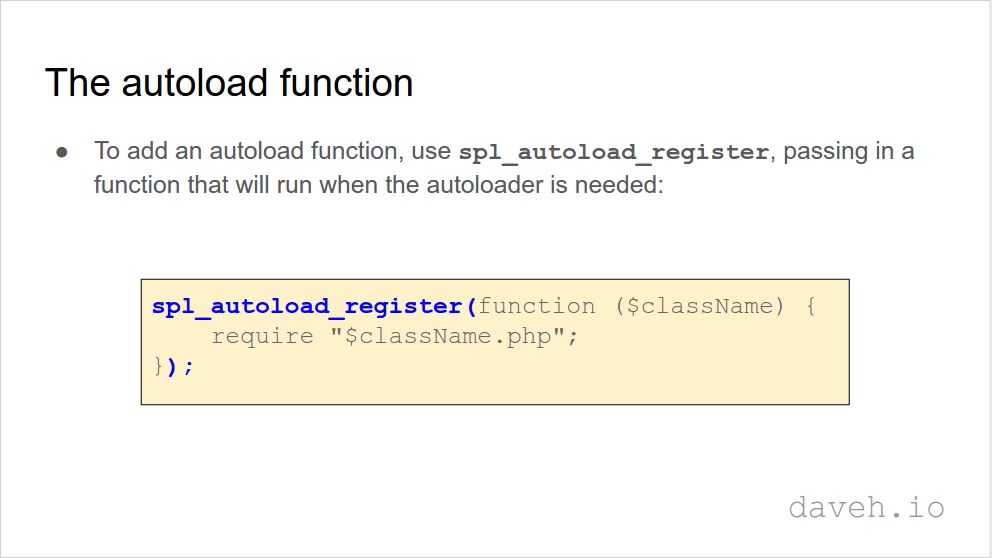 The autoload function
● To add an autoload function, use spl_autoload_register, passing in a
function that will run when the autoloader is needed:
spl_autoload_register(function ($className) {
    require "$className.php";
});
daveh.io